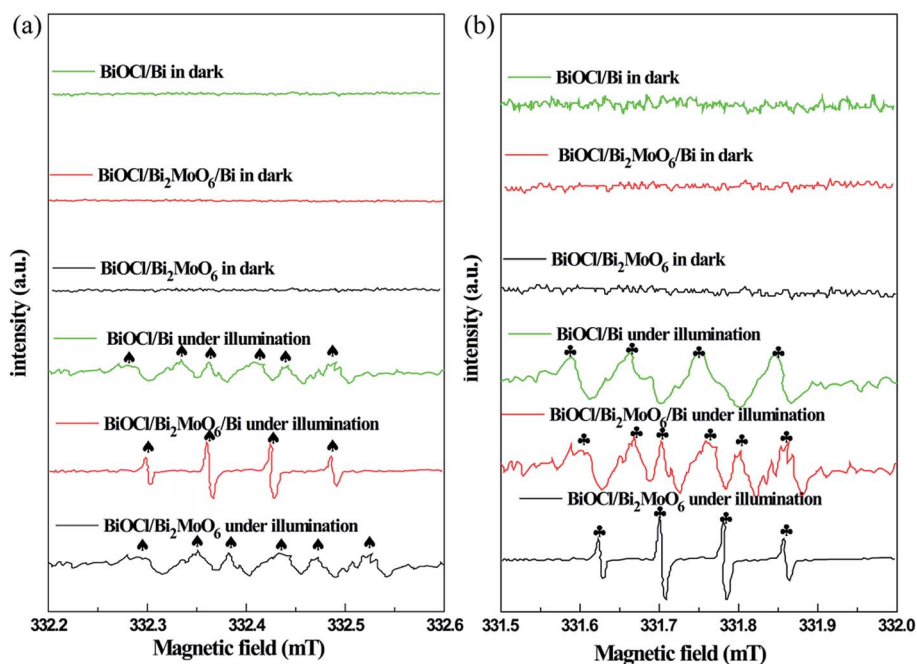 (a)
BiOCl/Bi in dark
BiOCl/Bi₂MoO₆/Bi in dark
BiOCl/Bi₂MoO₆ in dark
BiOCl/Bi under illumination
BiOCl/Bi₂MoO₆/Bi under illumination
BiOCl/Bi₂MoO₆ under illumination
intensity (a.u.)
332.2 332.3 332.4 332.5 332.6
Magnetic field (mT)
(b)
BiOCl/Bi in dark
BiOCl/Bi₂MoO₆/Bi in dark
BiOCl/Bi₂MoO₆ in dark
BiOCl/Bi under illumination
BiOCl/Bi₂MoO₆/Bi under illumination
BiOCl/Bi₂MoO₆ under illumination
intensity (a.u.)
331.5 331.6 331.7 331.8 331.9 332.0
Magnetic field (mT)